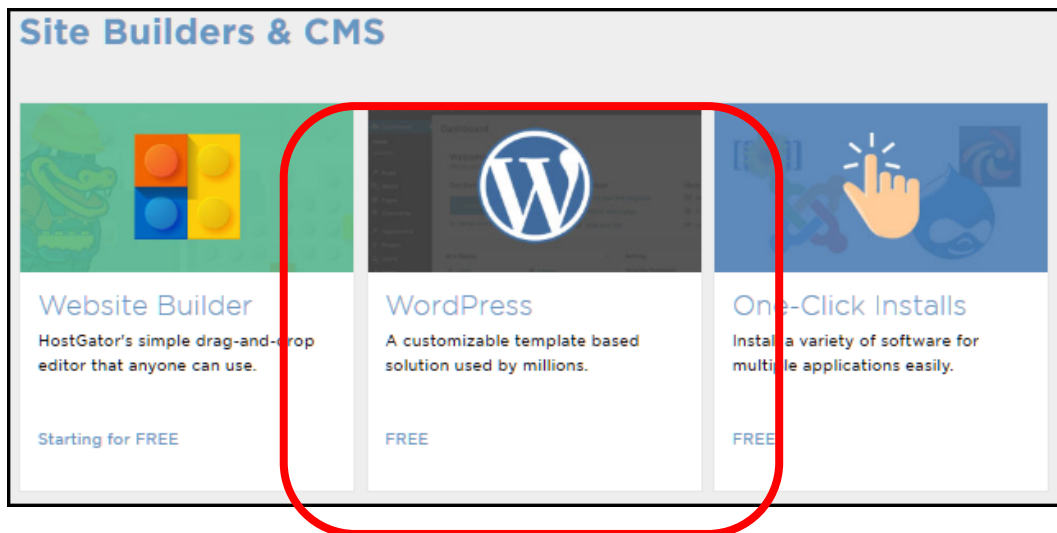 Site Builders & CMS
Website Builder
HostGator's simple drag-and-drop
editor that anyone can use.
Starting for FREE
Dashboard
WordPress
A customizable template based
solution used by millions.
FREE
One-Click Installs
Install a variety of software for
multiple applications easily.
FREE